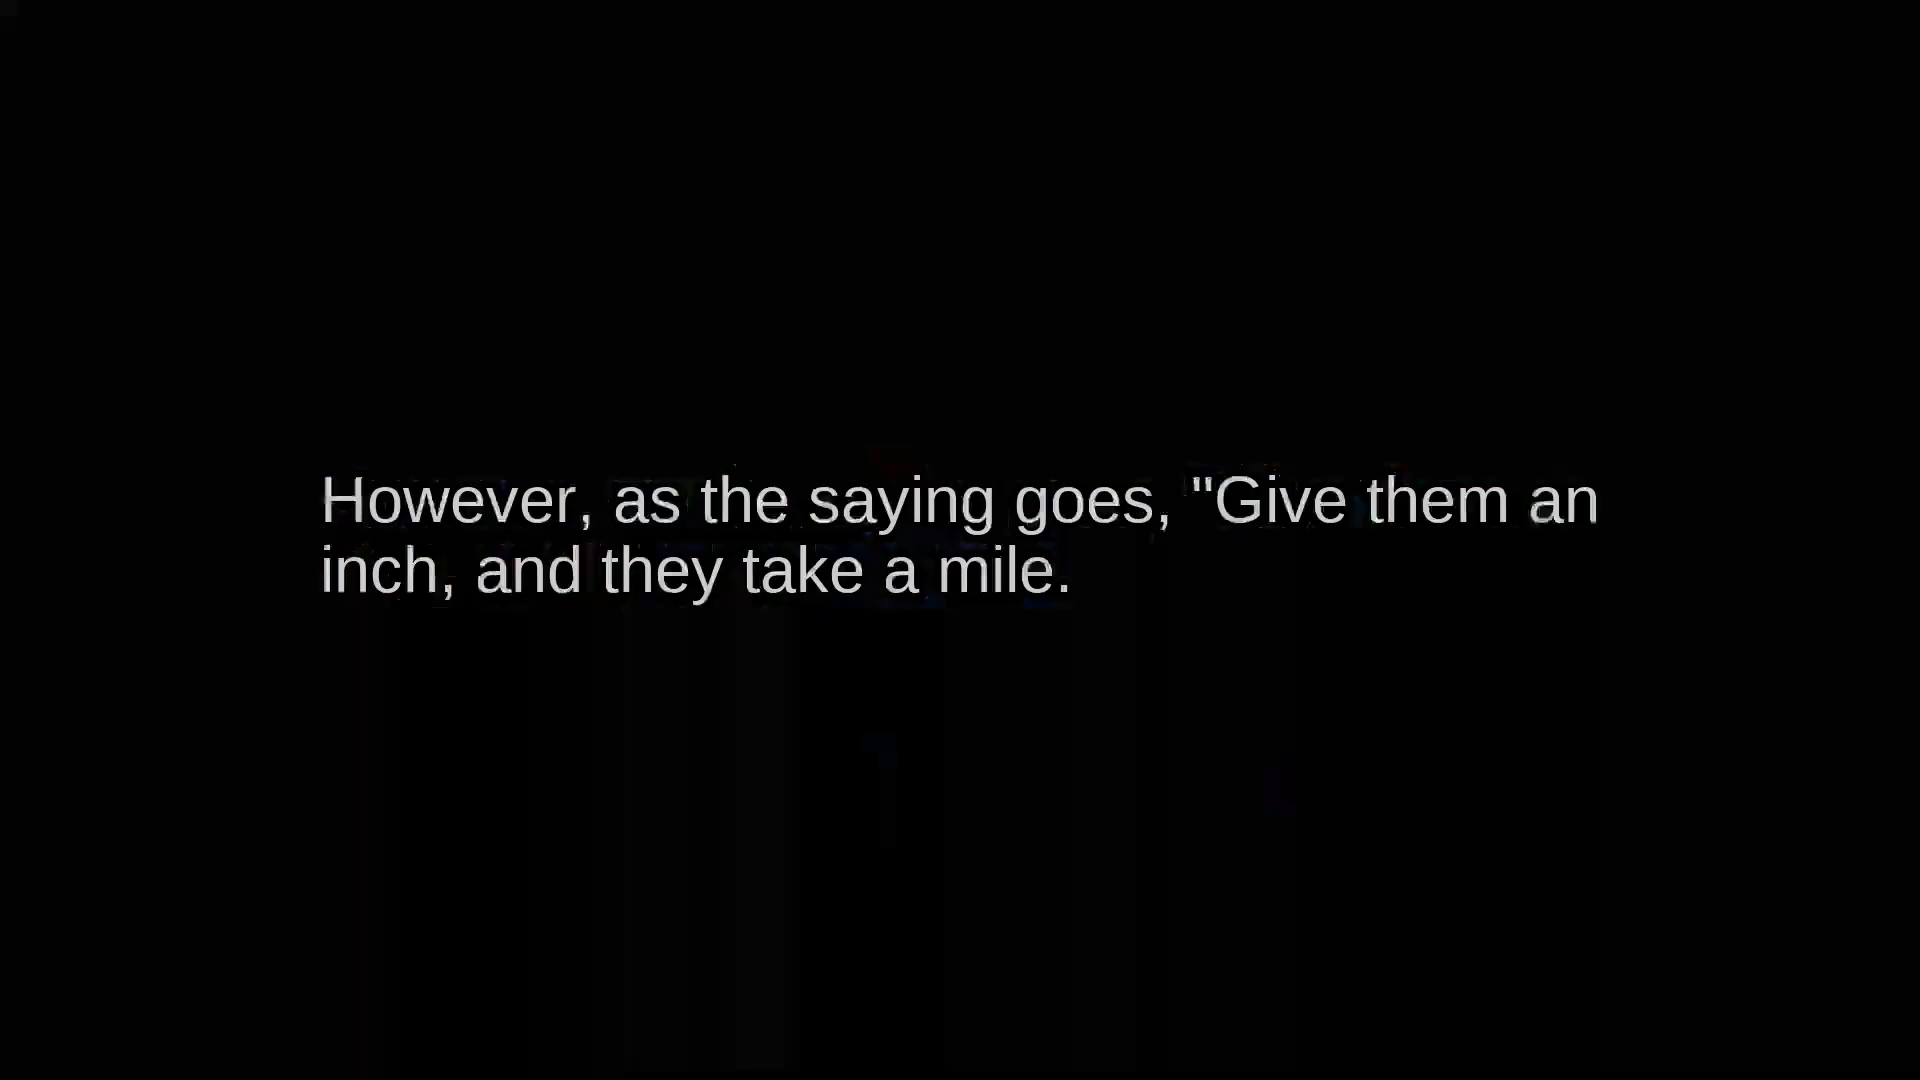 However, as the saying goes, "Give them an
inch, and they take a mile.